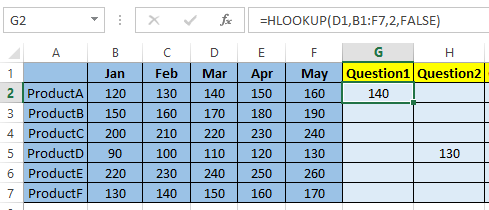 G2 =HLOOKUP(D1,B1:F7,2,FALSE)
A B C D E F G H
1 Jan Feb Mar Apr May Question1 Question2
2 ProductA 120 130 140 150 160 140
3 ProductB 150 160 170 180 190
4 ProductC 200 210 220 230 240
5 ProductD 90 100 110 120 130 130
6 ProductE 220 230 240 250 260
7 ProductF 130 140 150 160 170